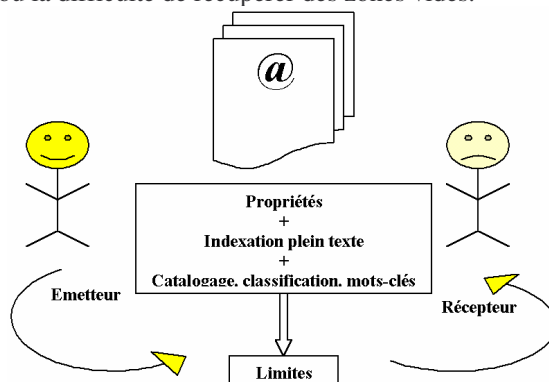 ou la difficulté de récupérer des zones vides.
@
Propriétés
+
Indexation plein texte
+
Catalogage, classification, mots-clés
Emetteur
Récepteur
Limites